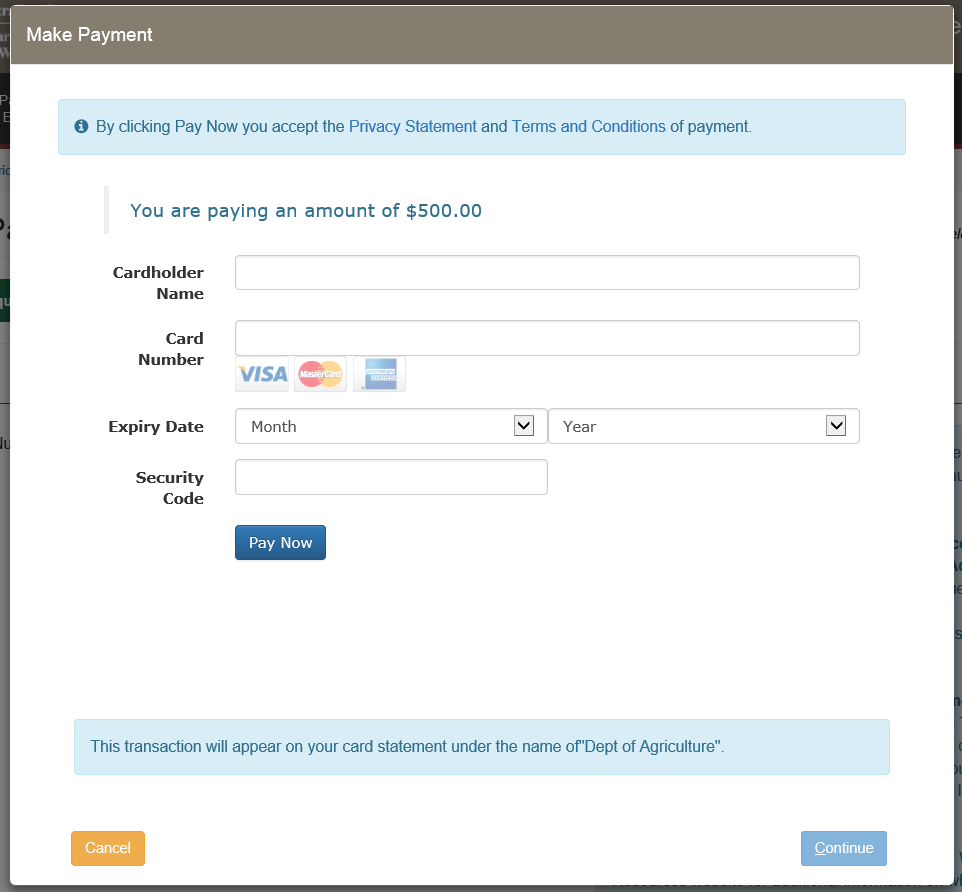 Make Payment
By clicking Pay Now you accept the Privacy Statement and Terms and Conditions of payment.
You are paying an amount of $500.00
Cardholder
Name
Card
Number
VISA MasterCard
Expiry Date Month Year
Security
Code
Pay Now
This transaction will appear on your card statement under the name of"Dept of Agriculture".
Cancel Continue